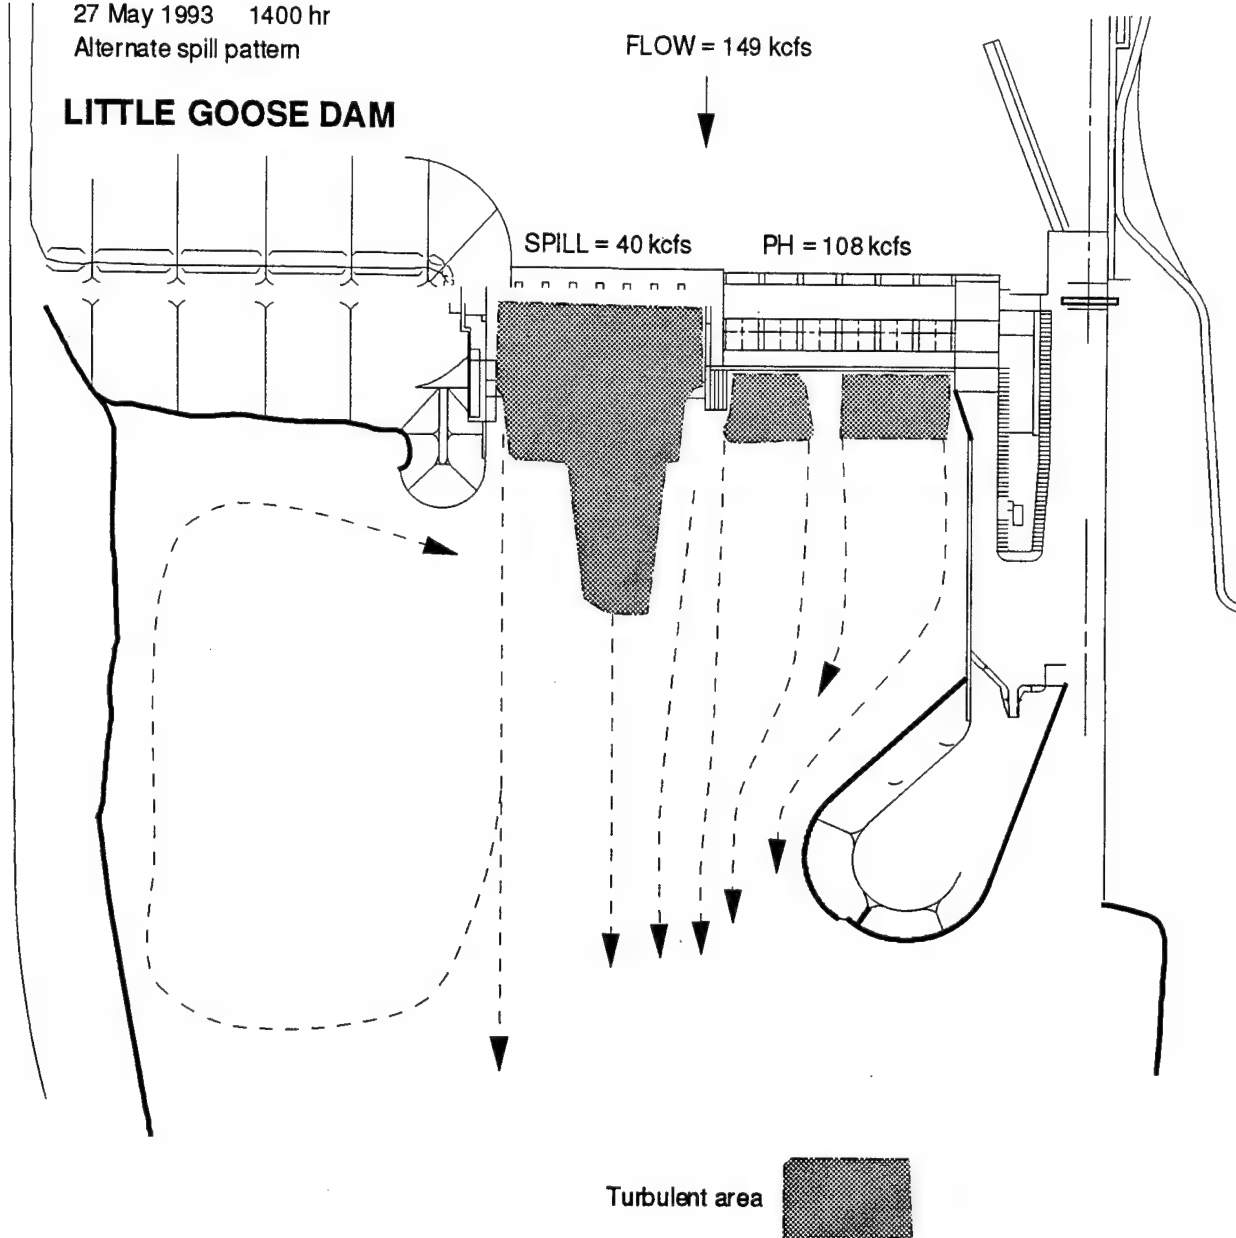 27 May 1993 1400 hr
Alternate spill pattern
FLOW = 149 kcfs
LITTLE GOOSE DAM
SPILL = 40 kcfs
PH = 108 kcfs
Turbulent area